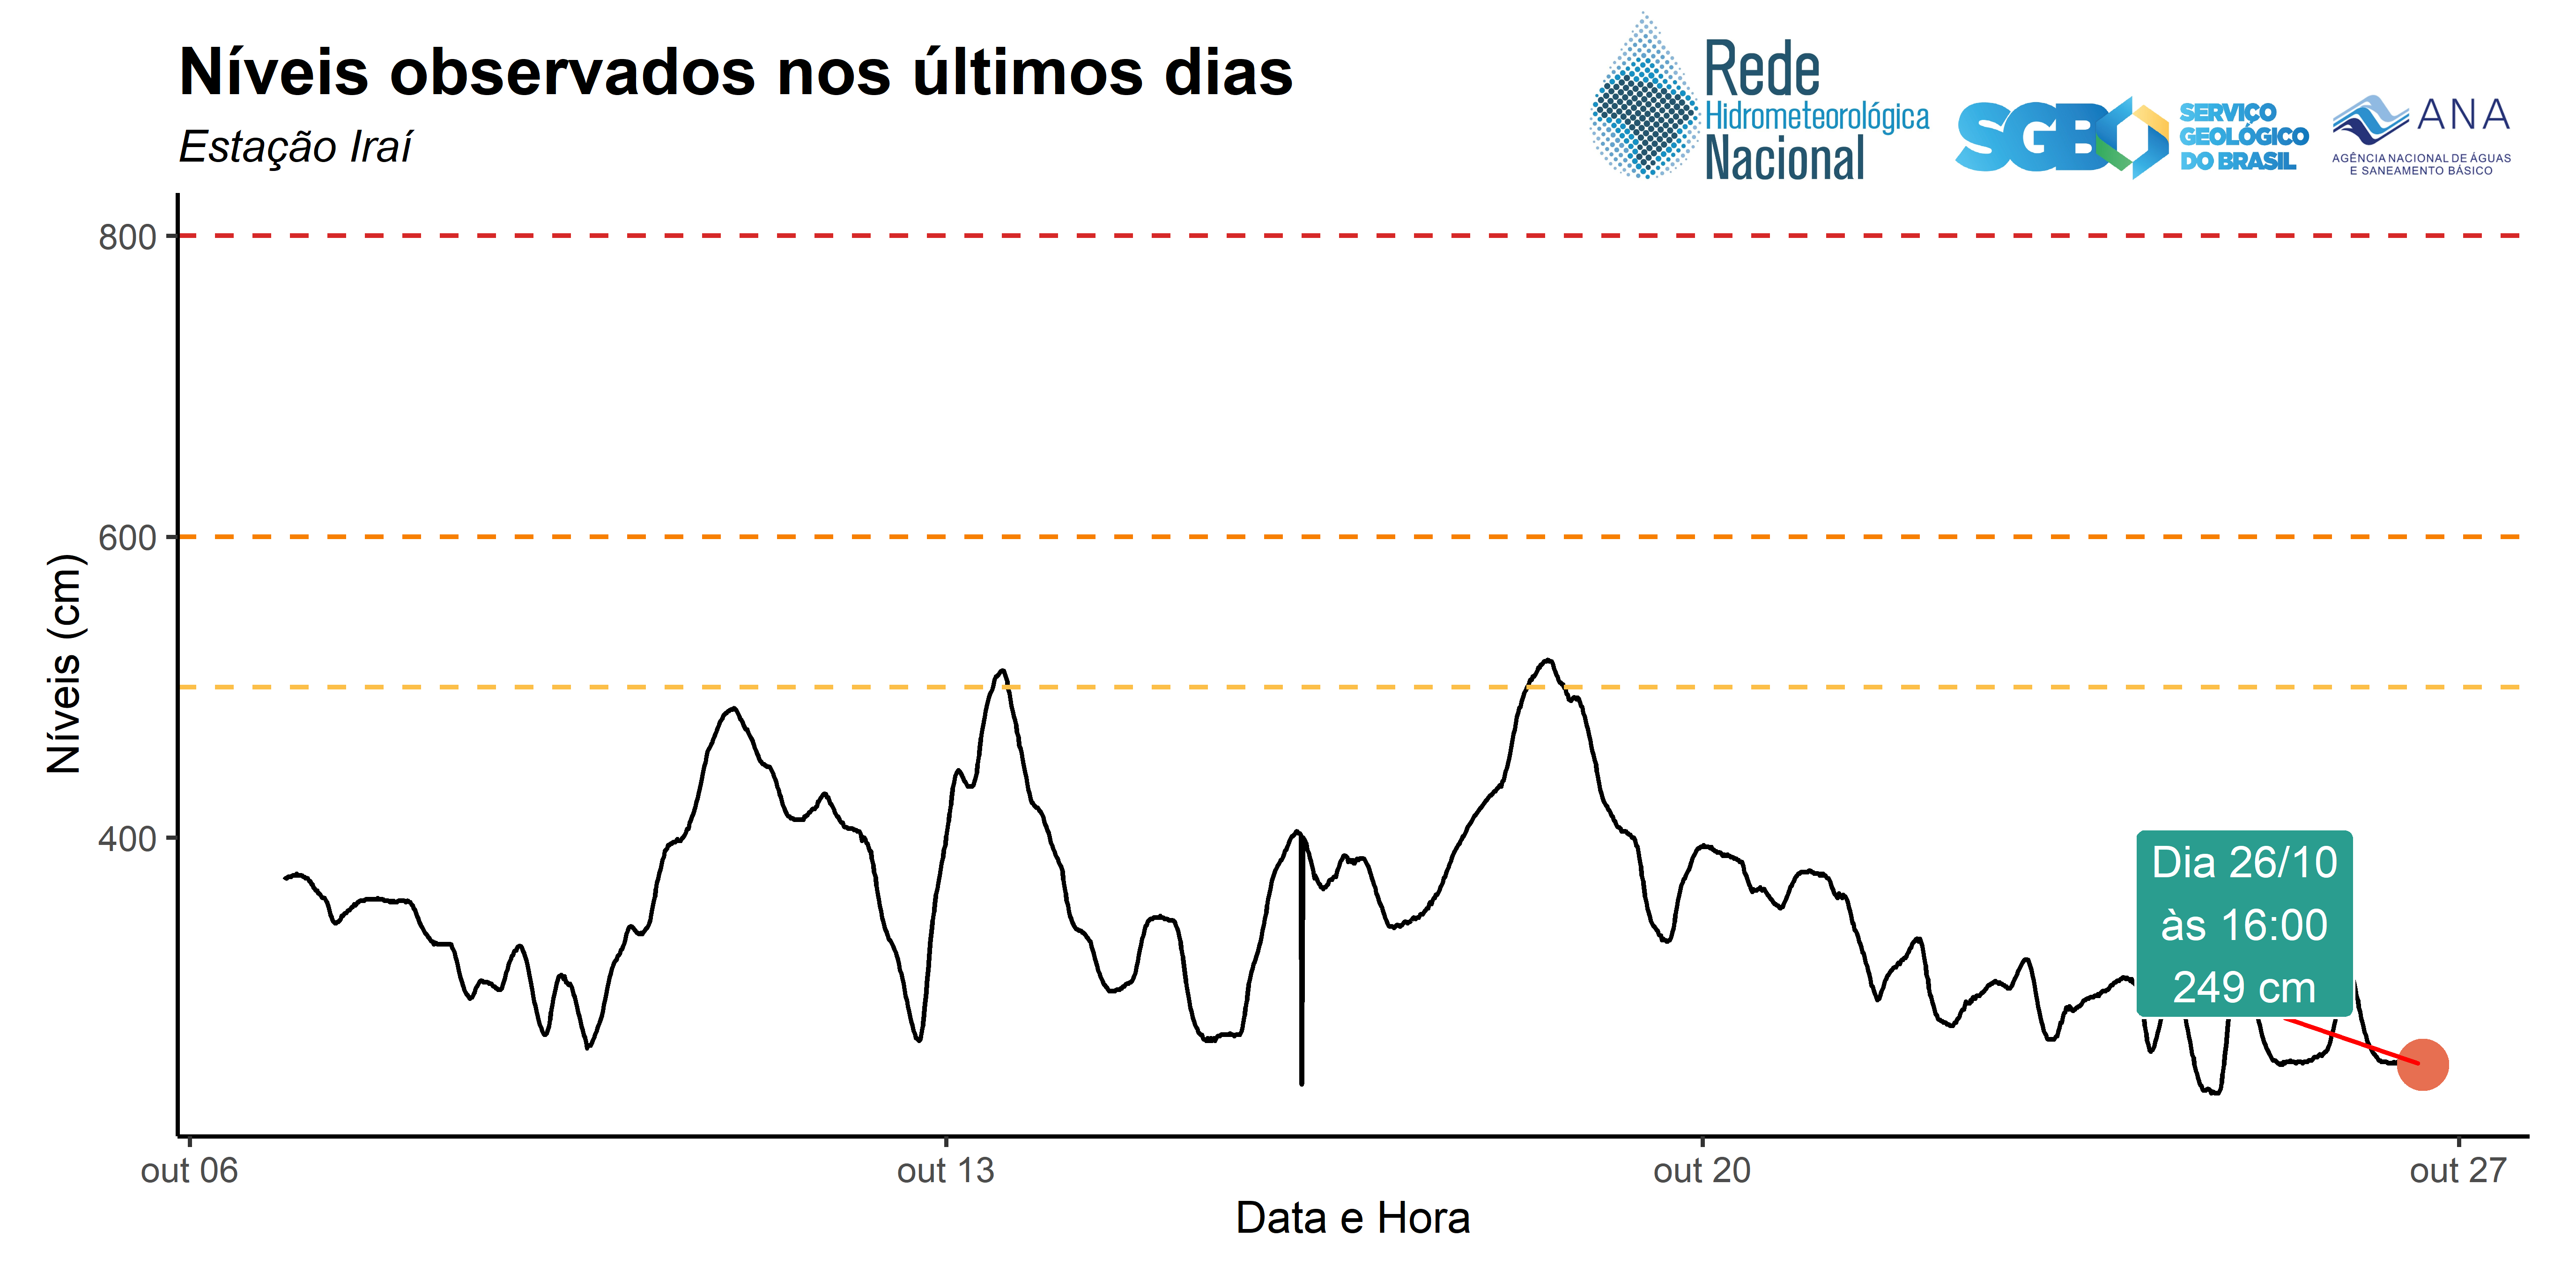 Níveis observados nos últimos dias
Estação Iraí
Rede
Hidrometeorológica
Nacional
SGB
SERVIÇO
GEOLÓGICO
DO BRASIL
ANA
AGÊNCIA NACIONAL DE ÁGUAS
E SANEAMENTO BÁSICO
Níveis (cm)
800
600
400
Dia 26/10
às 16:00
249 cm
out 06
out 13
out 20
out 27
Data e Hora